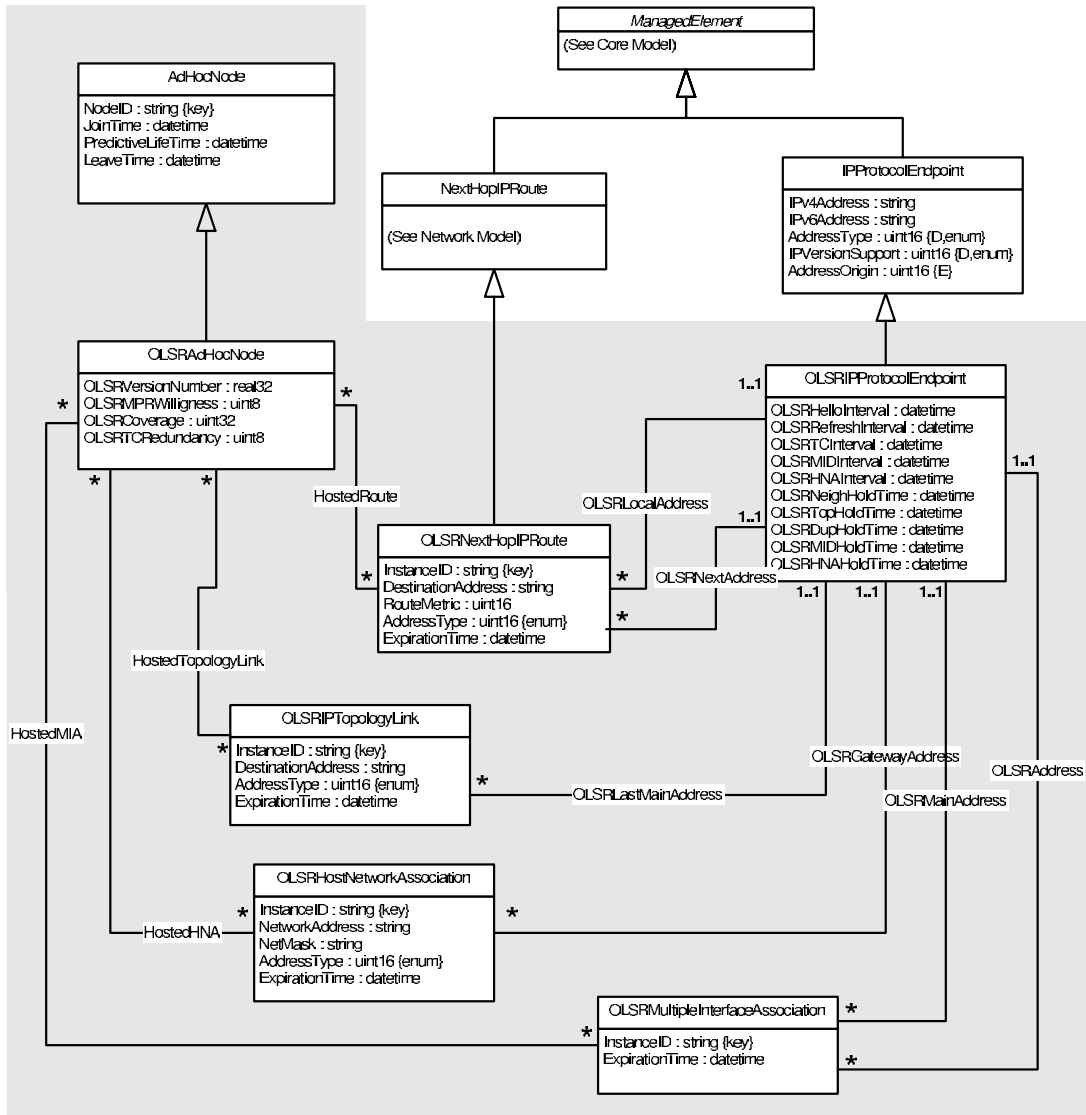 ManagedElement
(See Core Model)
AdHocNode
NodeID : string {key}
JoinTime : datetime
PredictiveLifeTime : datetime
LeaveTime : datetime
NextHopIPRoute
(See Network Model)
IPProtocolEndpoint
IPv4Address : string
IPv6Address : string
AddressType : uint16 {D,enum}
IPVersionSupport : uint16 {D,enum}
AddressOrigin : uint16 {E}
OLSRAdHocNode
OLSRVersionNumber : real32
OLSRMPRWilligness : uint8
OLSRCoverage : uint32
OLSRTCRedundancy : uint8
*
*
*
*
OLSRIPProtocolEndpoint
OLSRHelloInterval : datetime
OLSRRefreshInterval : datetime
OLSRTCInterval : datetime
OLSRMIDInterval : datetime
OLSRHNAInterval : datetime
OLSRNeighHoldTime : datetime
OLSRTopHoldTime : datetime
OLSRDupHoldTime : datetime
OLSRMIDHoldTime : datetime
OLSRHNAHoldTime : datetime
1..1
1..1
1..1
1..1
1..1
1..1
HostedRoute
OLSRLocalAddress
OLSRNextAddress
OLSRNextHopIPRoute
InstanceID : string {key}
DestinationAddress : string
RouteMetric : uint16
AddressType : uint16 {enum}
ExpirationTime : datetime
*
*
*
HostedTopologyLink
HostedMIA
OLSRIPTopologyLink
InstanceID : string {key}
DestinationAddress : string
AddressType : uint16 {enum}
ExpirationTime : datetime
*
*
OLSRLastMainAddress
OLSRGatewayAddress
OLSRMainAddress
OLSRAddress
OLSRHostNetworkAssociation
InstanceID : string {key}
NetworkAddress : string
NetMask : string
AddressType : uint16 {enum}
ExpirationTime : datetime
*
*
HostedHNA
OLSRMultipleInterfaceAssociation
InstanceID : string {key}
ExpirationTime : datetime
*
*
*